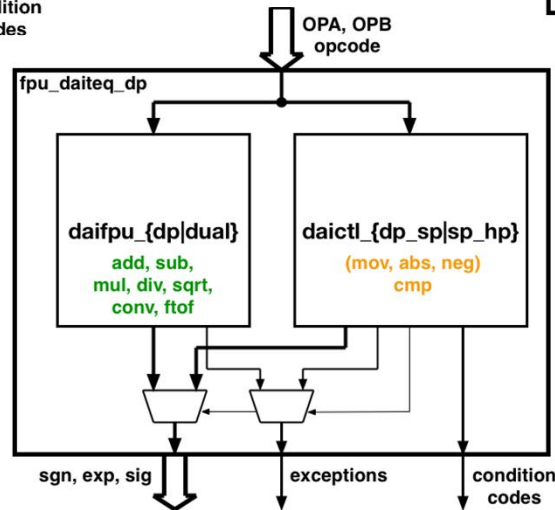 dition
des
OPA, OPB
opcode
fpu_daiteq_dp
daifpu_{dp|dual}
add, sub,
mul, div, sqrt,
conv, ftof
daictl_{dp_sp|sp_hp}
(mov, abs, neg)
cmp
sgn, exp, sig
exceptions
condition
codes